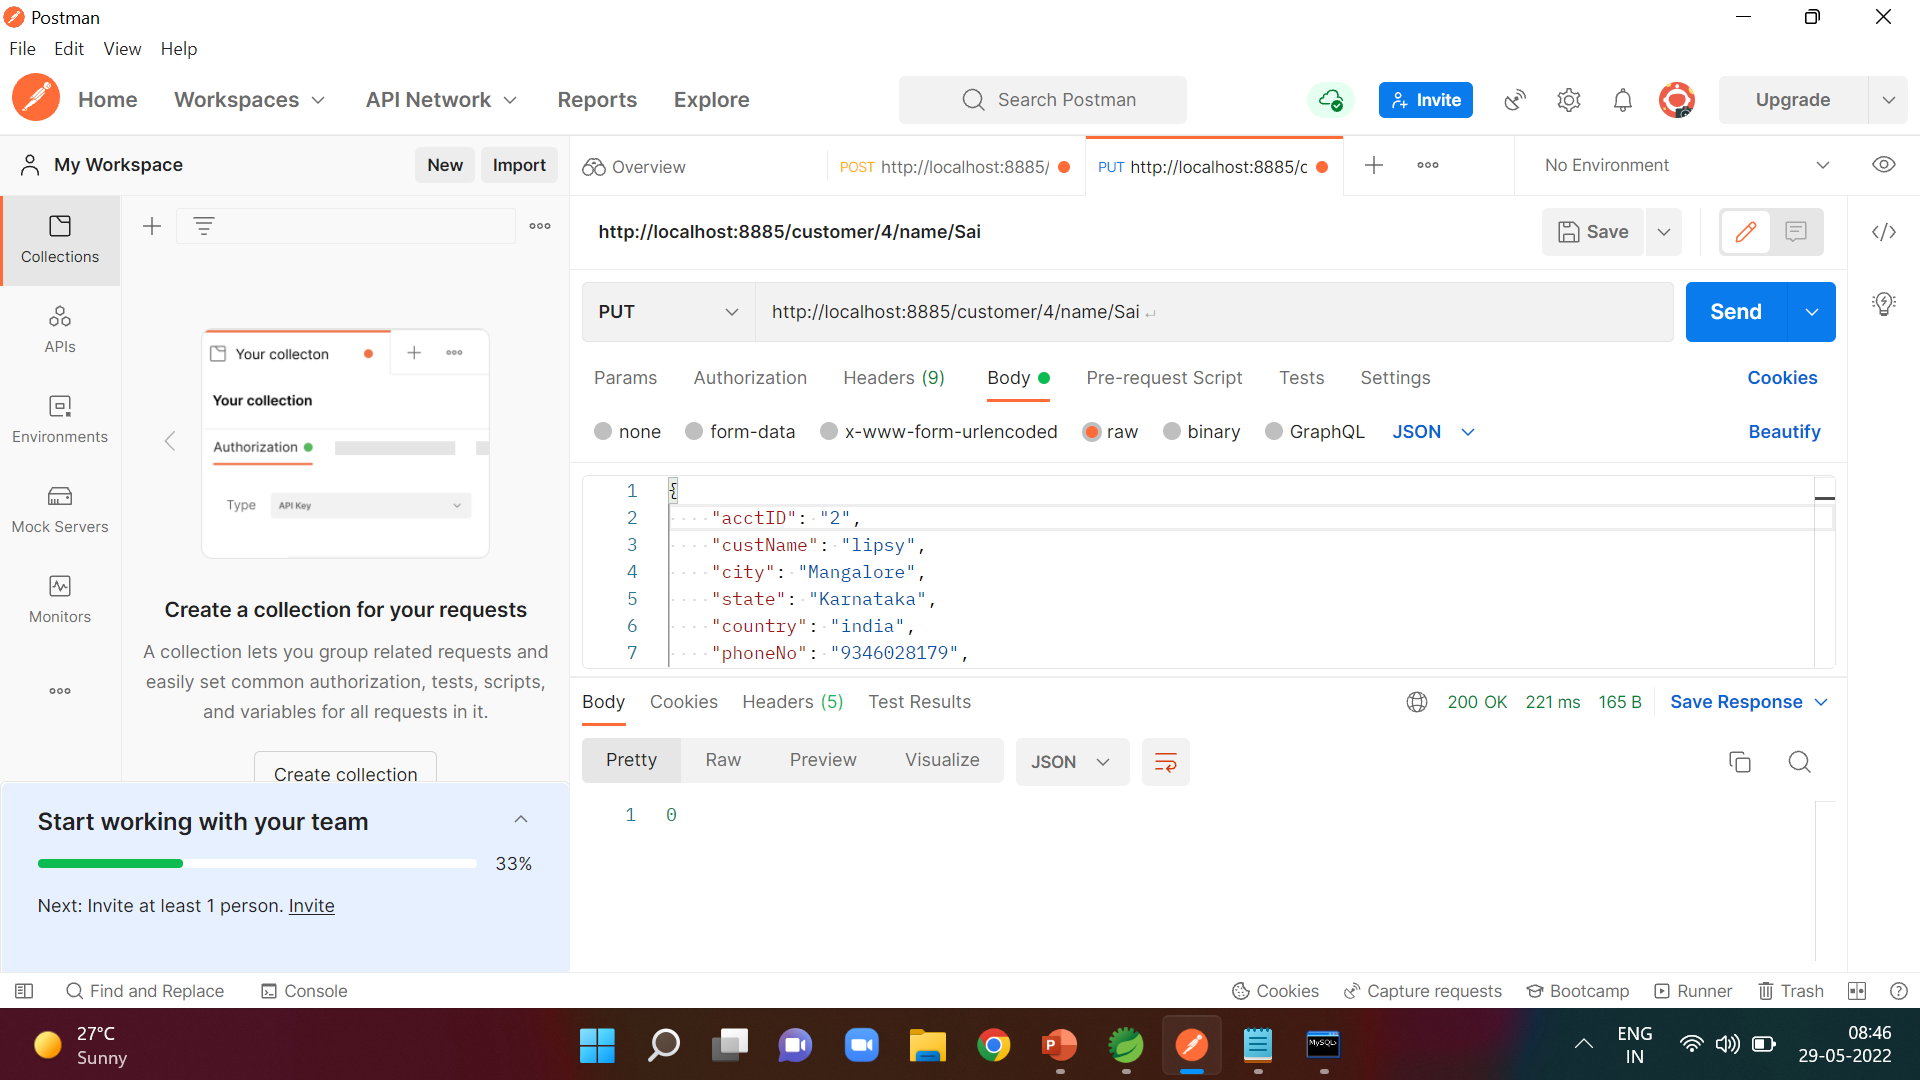 Postman
File Edit View Help
Home Workspaces API Network Reports Explore Search Postman Invite Upgrade
My Workspace New Import Overview POST http://localhost:8885/ PUT http://localhost:8885/c No Environment
Collections
APIs
Environments
Mock Servers
Monitors
Your collecton
Your collection
Authorization
Type API Key
Create a collection for your requests
A collection lets you group related requests and
easily set common authorization, tests, scripts,
and variables for all requests in it.
Create collection
Start working with your team
33%
Next: Invite at least 1 person. Invite
http://localhost:8885/customer/4/name/Sai Save
PUT http://localhost:8885/customer/4/name/Sai Send
Params Authorization Headers (9) Body Pre-request Script Tests Settings Cookies
none form-data x-www-form-urlencoded raw binary GraphQL JSON Beautify
1 {
2 "acctID": "2",
3 "custName": "lipsy",
4 "city": "Mangalore",
5 "state": "Karnataka",
6 "country": "india",
7 "phoneNo": "9346028179",
Body Cookies Headers (5) Test Results 200 OK 221 ms 165 B Save Response
Pretty Raw Preview Visualize JSON
1 0
Find and Replace Console Cookies Capture requests Bootcamp Runner Trash
27°C
Sunny
P
MySQL>
ENG
IN
08:46
29-05-2022